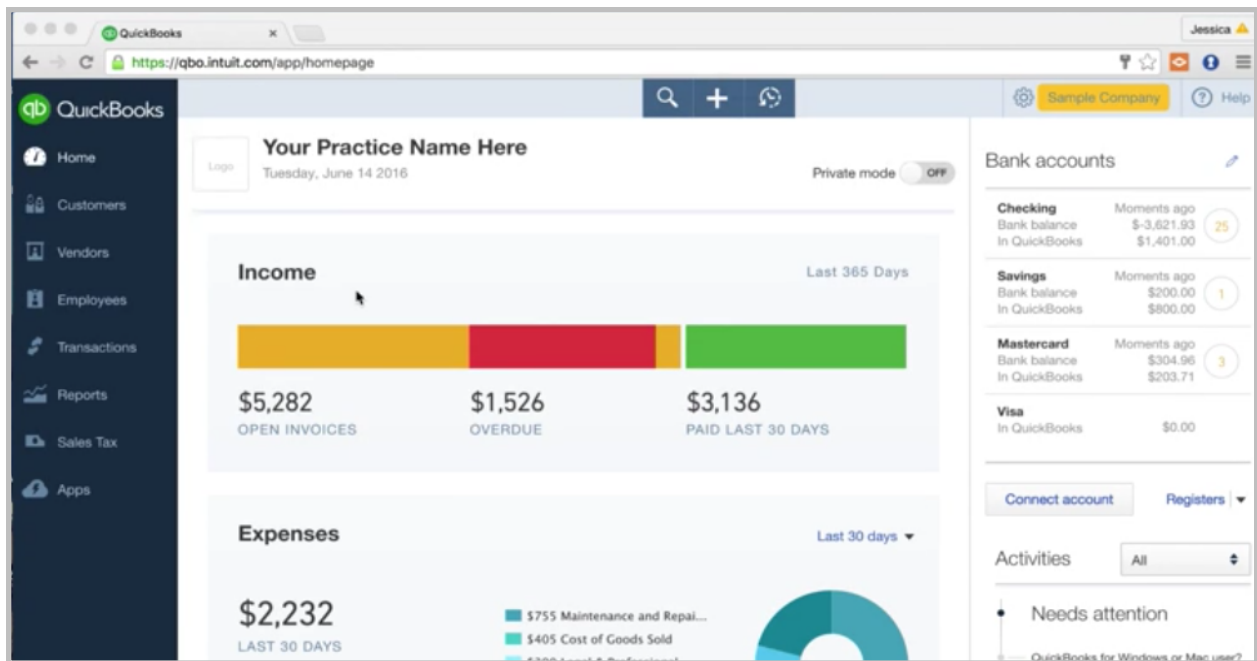 QuickBooks
Jessica
https://qbo.intuit.com/app/homepage
qb QuickBooks
Sample Company
Help
Home
Customers
Vendors
Employees
Transactions
Reports
Sales Tax
Apps
Logo
Your Practice Name Here
Tuesday, June 14 2016
Private mode OFF
Income
Last 365 Days
$5,282
OPEN INVOICES
$1,526
OVERDUE
$3,136
PAID LAST 30 DAYS
Expenses
Last 30 days
$2,232
LAST 30 DAYS
$755 Maintenance and Repai...
$405 Cost of Goods Sold
Bank accounts
Checking Moments ago
Bank balance $-3,621.93 25
In QuickBooks $1,401.00
Savings Moments ago
Bank balance $200.00 1
In QuickBooks $800.00
Mastercard Moments ago
Bank balance $304.96 3
In QuickBooks $203.71
Visa
In QuickBooks $0.00
Connect account Registers
Activities All
Needs attention
QuickBooks for Windows or Mac user?